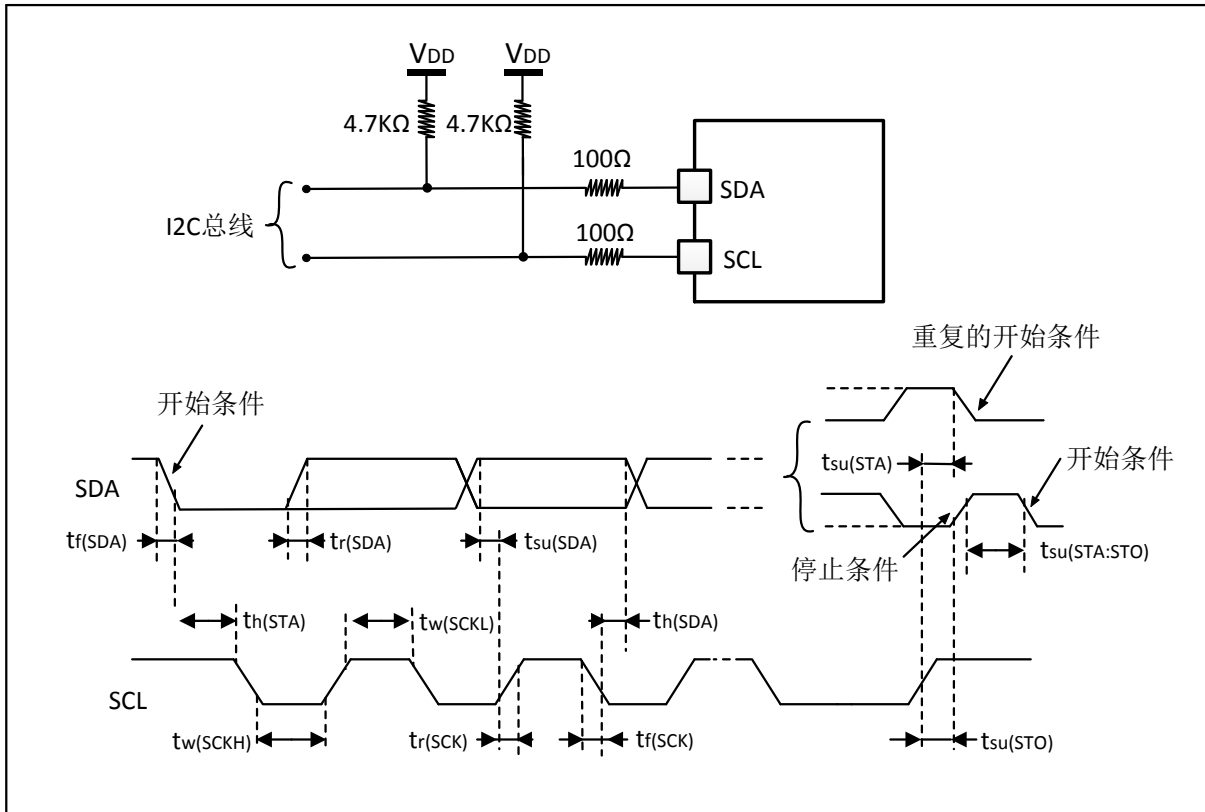 VDD VDD
4.7KΩ 4.7KΩ
100Ω
SDA
I2C总线
100Ω
SCL
重复的开始条件
开始条件
tsu(STA)
开始条件
SDA
tf(SDA) tr(SDA) tsu(SDA)
停止条件
tsu(STA:STO)
th(STA) tw(SCKL) th(SDA)
SCL
tw(SCKH) tr(SCK) tf(SCK) tsu(STO)